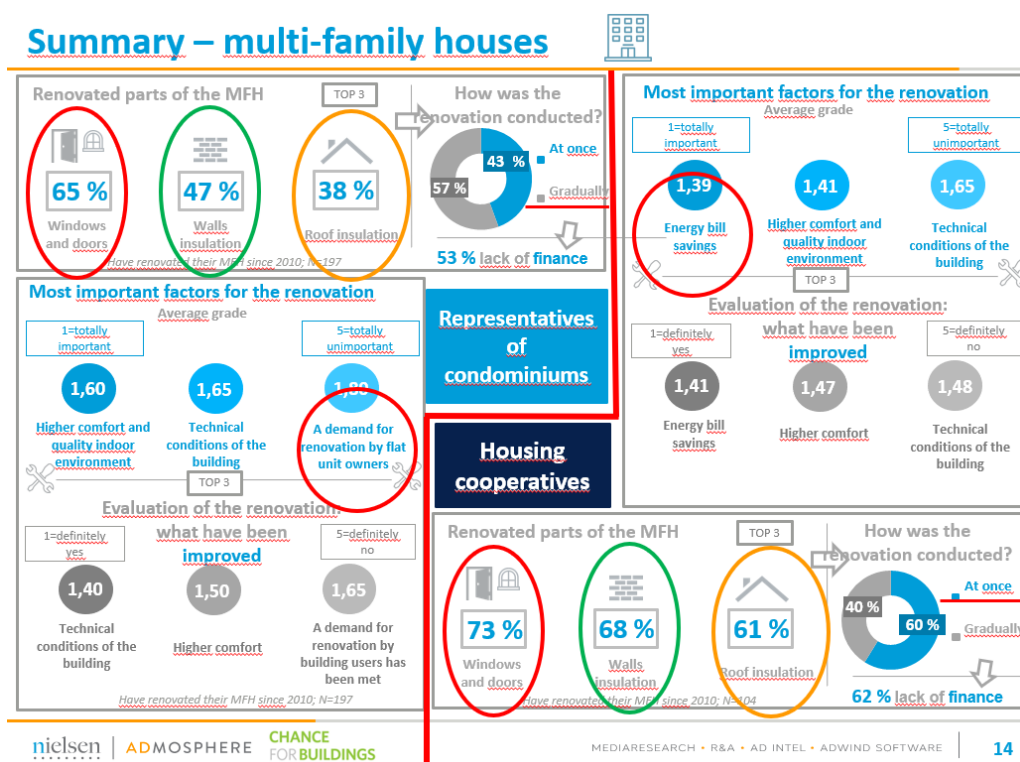 Summary – multi-family houses
Renovated parts of the MFH
TOP 3
65 %
Windows
and doors
47 %
Walls
insulation
38 %
Roof insulation
Have renovated their MFH since 2010; N=197
How was the
renovation conducted?
43 %
57 %
At once
Gradually
53 % lack of finance
Most important factors for the renovation
Average grade
1=totally
important
5=totally
unimportant
1,60
Higher comfort and
quality indoor
environment
1,65
Technical
conditions of the
building
1,80
A demand for
renovation by flat
unit owners
TOP 3
Evaluation of the renovation:
what have been
improved
1=definitely
yes
5=definitely
no
1,40
Technical
conditions of the
building
1,50
Higher comfort
1,65
A demand for
renovation by
building users has
been met
Have renovated their MFH since 2010; N=197
Representatives
of
condominiums
Housing
cooperatives
Most important factors for the renovation
Average grade
1=totally
important
5=totally
unimportant
1,39
Energy bill
savings
1,41
Higher comfort and
quality indoor
environment
1,65
Technical
conditions of the
building
TOP 3
Evaluation of the renovation:
what have been
improved
1=definitely
yes
5=definitely
no
1,41
Energy bill
savings
1,47
Higher comfort
1,48
Technical
conditions of the
building
Renovated parts of the MFH
TOP 3
73 %
Windows
and doors
68 %
Walls
insulation
61 %
Roof insulation
Have renovated their MFH since 2010; N=104
How was the
renovation conducted?
40 %
60 %
At once
Gradually
62 % lack of finance
nielsen
ADMOSPHERE
CHANCE
FOR BUILDINGS
MEDIARESEARCH • R&A • AD INTEL • ADWIND SOFTWARE
14